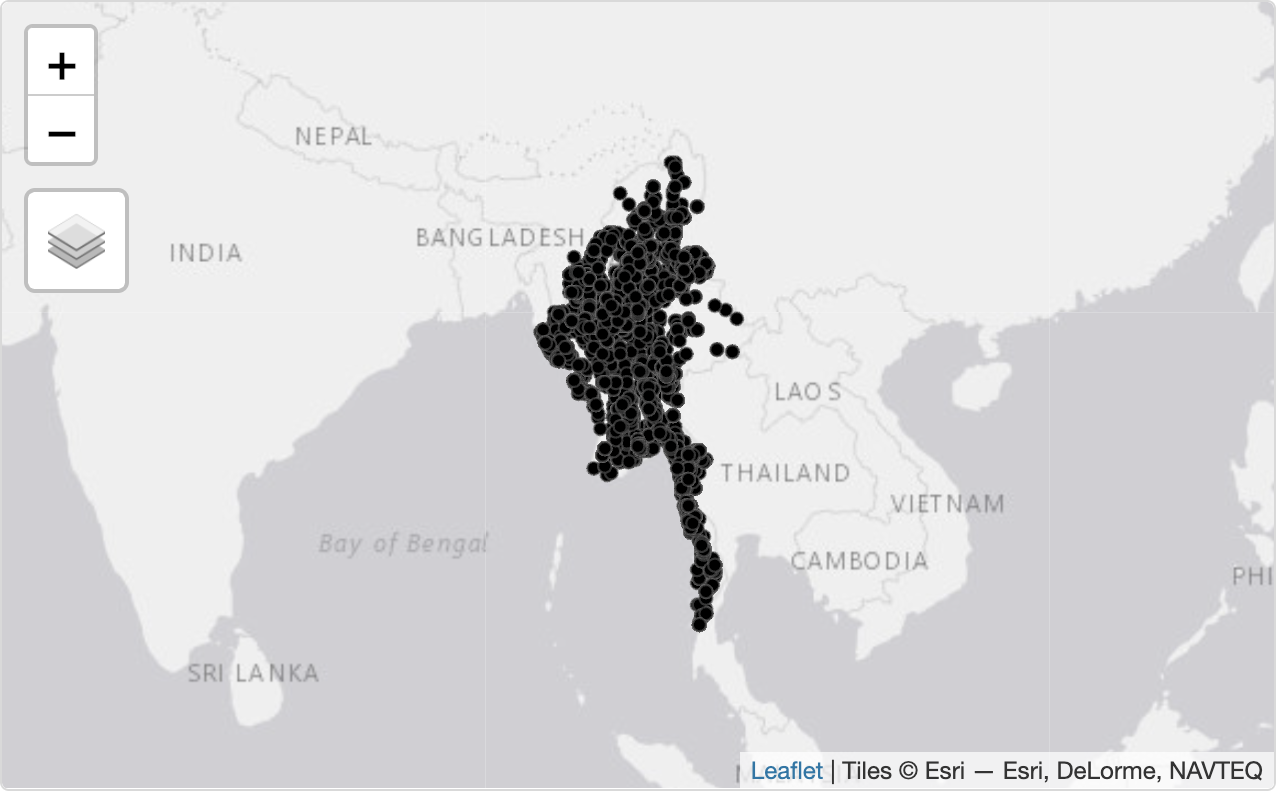 +
−
NEPAL
BANGLADESH
INDIA
LAOS
THAILAND
VIETNAM
Bay of Bengal
CAMBODIA
PHI
SRI LANKA
Leaflet | Tiles © Esri — Esri, DeLorme, NAVTEQ